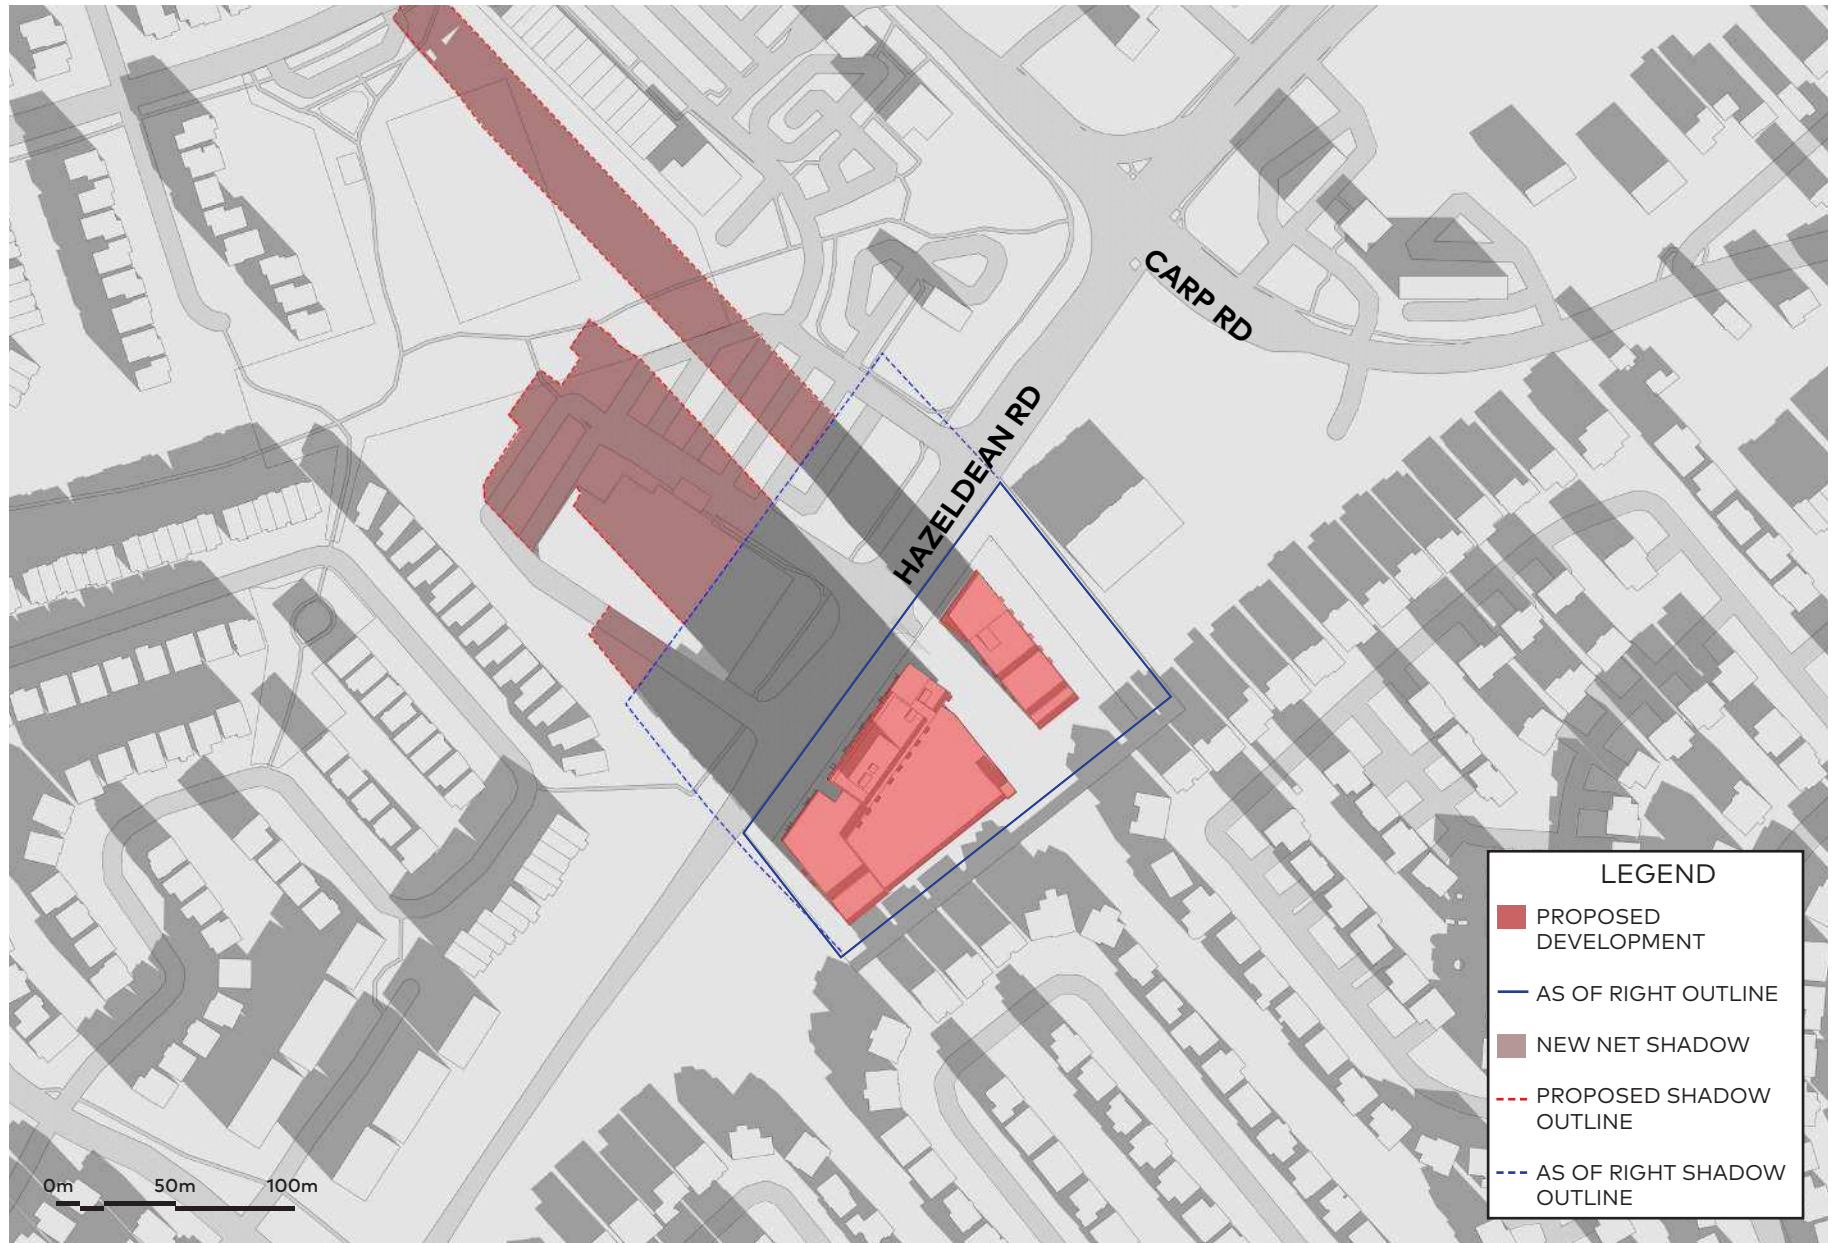 CARP RD
HAZELDEAN RD
LEGEND
PROPOSED
DEVELOPMENT
AS OF RIGHT OUTLINE
NEW NET SHADOW
PROPOSED SHADOW
OUTLINE
AS OF RIGHT SHADOW
OUTLINE
0m 50m 100m